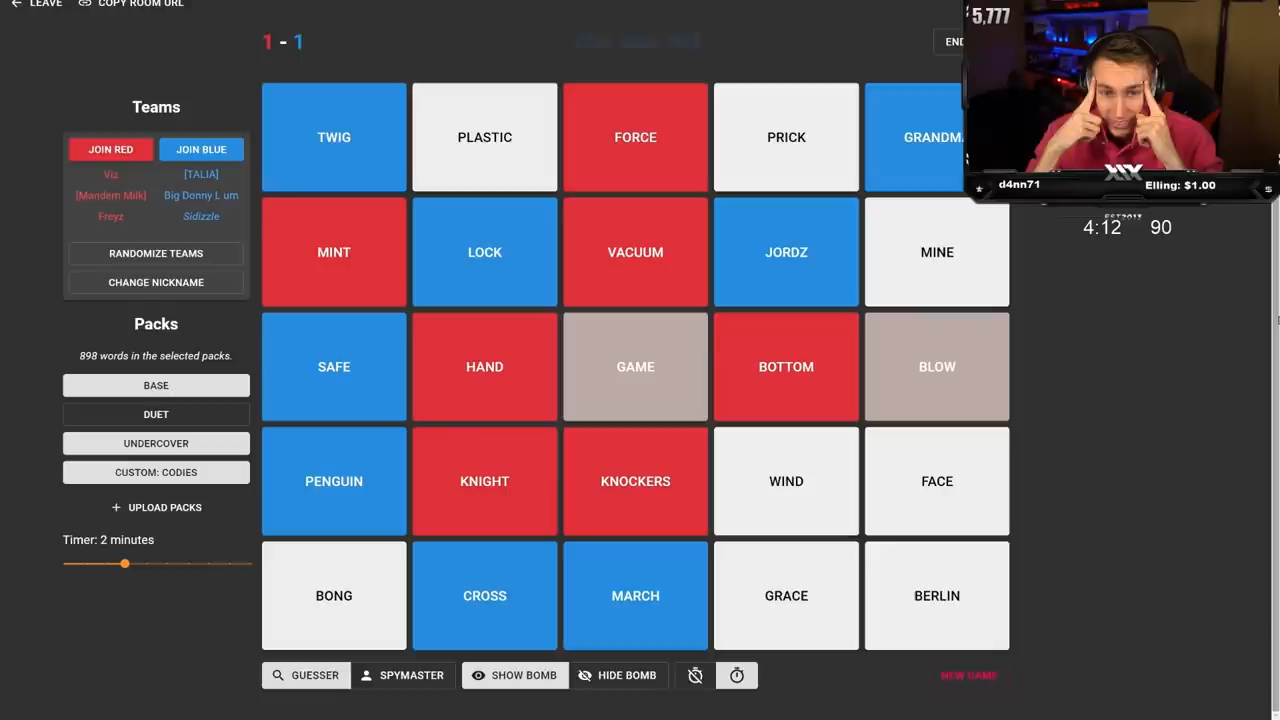 LEAVE COPY ROOM URL
1 - 1
END
5,777
Teams
JOIN RED JOIN BLUE
Viz [TALIA]
[Mandem Milk] Big Donny L um
Freyz Sidizzle
RANDOMIZE TEAMS
CHANGE NICKNAME
Packs
898 words in the selected packs.
BASE
DUET
UNDERCOVER
CUSTOM: CODIES
+ UPLOAD PACKS
Timer: 2 minutes
TWIG PLASTIC FORCE PRICK GRANDMA
MINT LOCK VACUUM JORDZ MINE
SAFE HAND GAME BOTTOM BLOW
PENGUIN KNIGHT KNOCKERS WIND FACE
BONG CROSS MARCH GRACE BERLIN
GUESSER SPYMASTER SHOW BOMB HIDE BOMB NEW GAME
XIX
d4nn71 Elling: $1.00
4:12 90